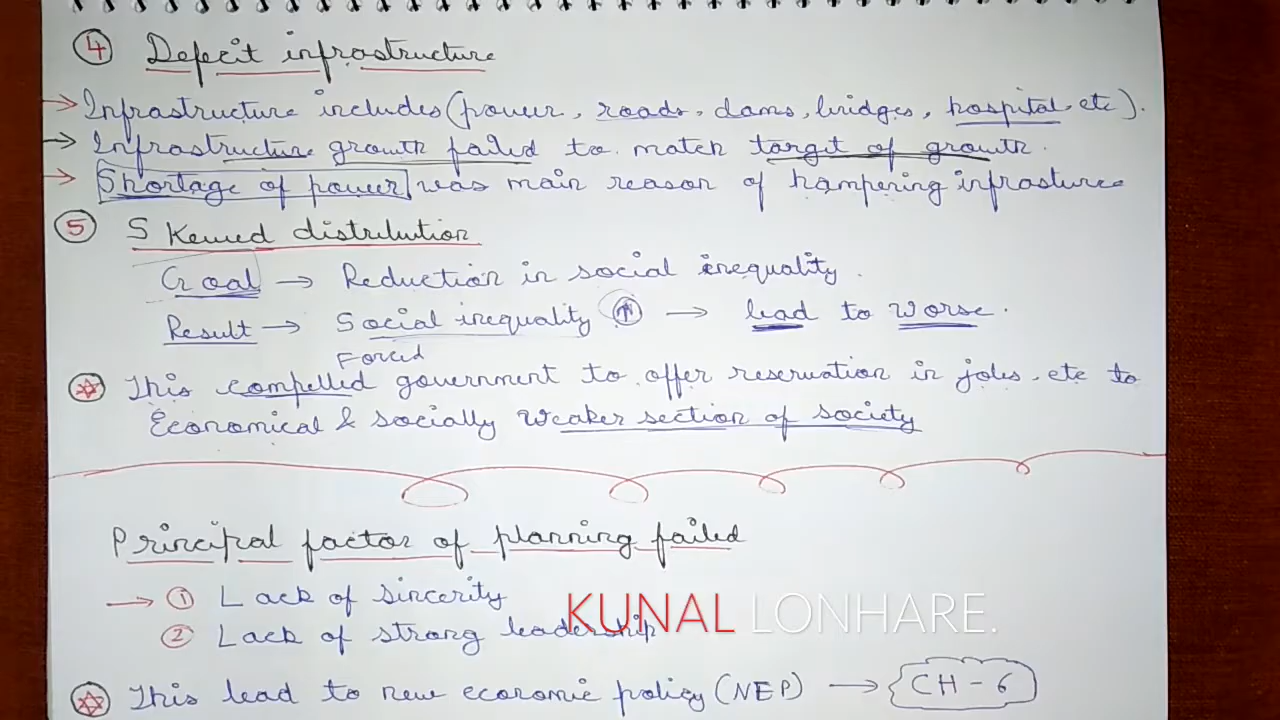 ④ Defecit infrastructure
→ Infrastructure includes (power, roads, dams, bridges, hospital etc).
→ Infrastructure growth failed to match target of growth.
→ Shortage of power was main reason of hampering infrasture
⑤ Skewed distribution
Goal → Reduction in social inequality.
Result → Social inequality ↑ → lead to worse.
Forced
This compelled government to offer reservation in jobs, etc to
Economical & socially weaker section of society
Principal factor of planning failed
→ ① Lack of sincerity
② Lack of strong leadership
KUNAL LONHARE.
This lead to new economic policy (NEP) → CH-6